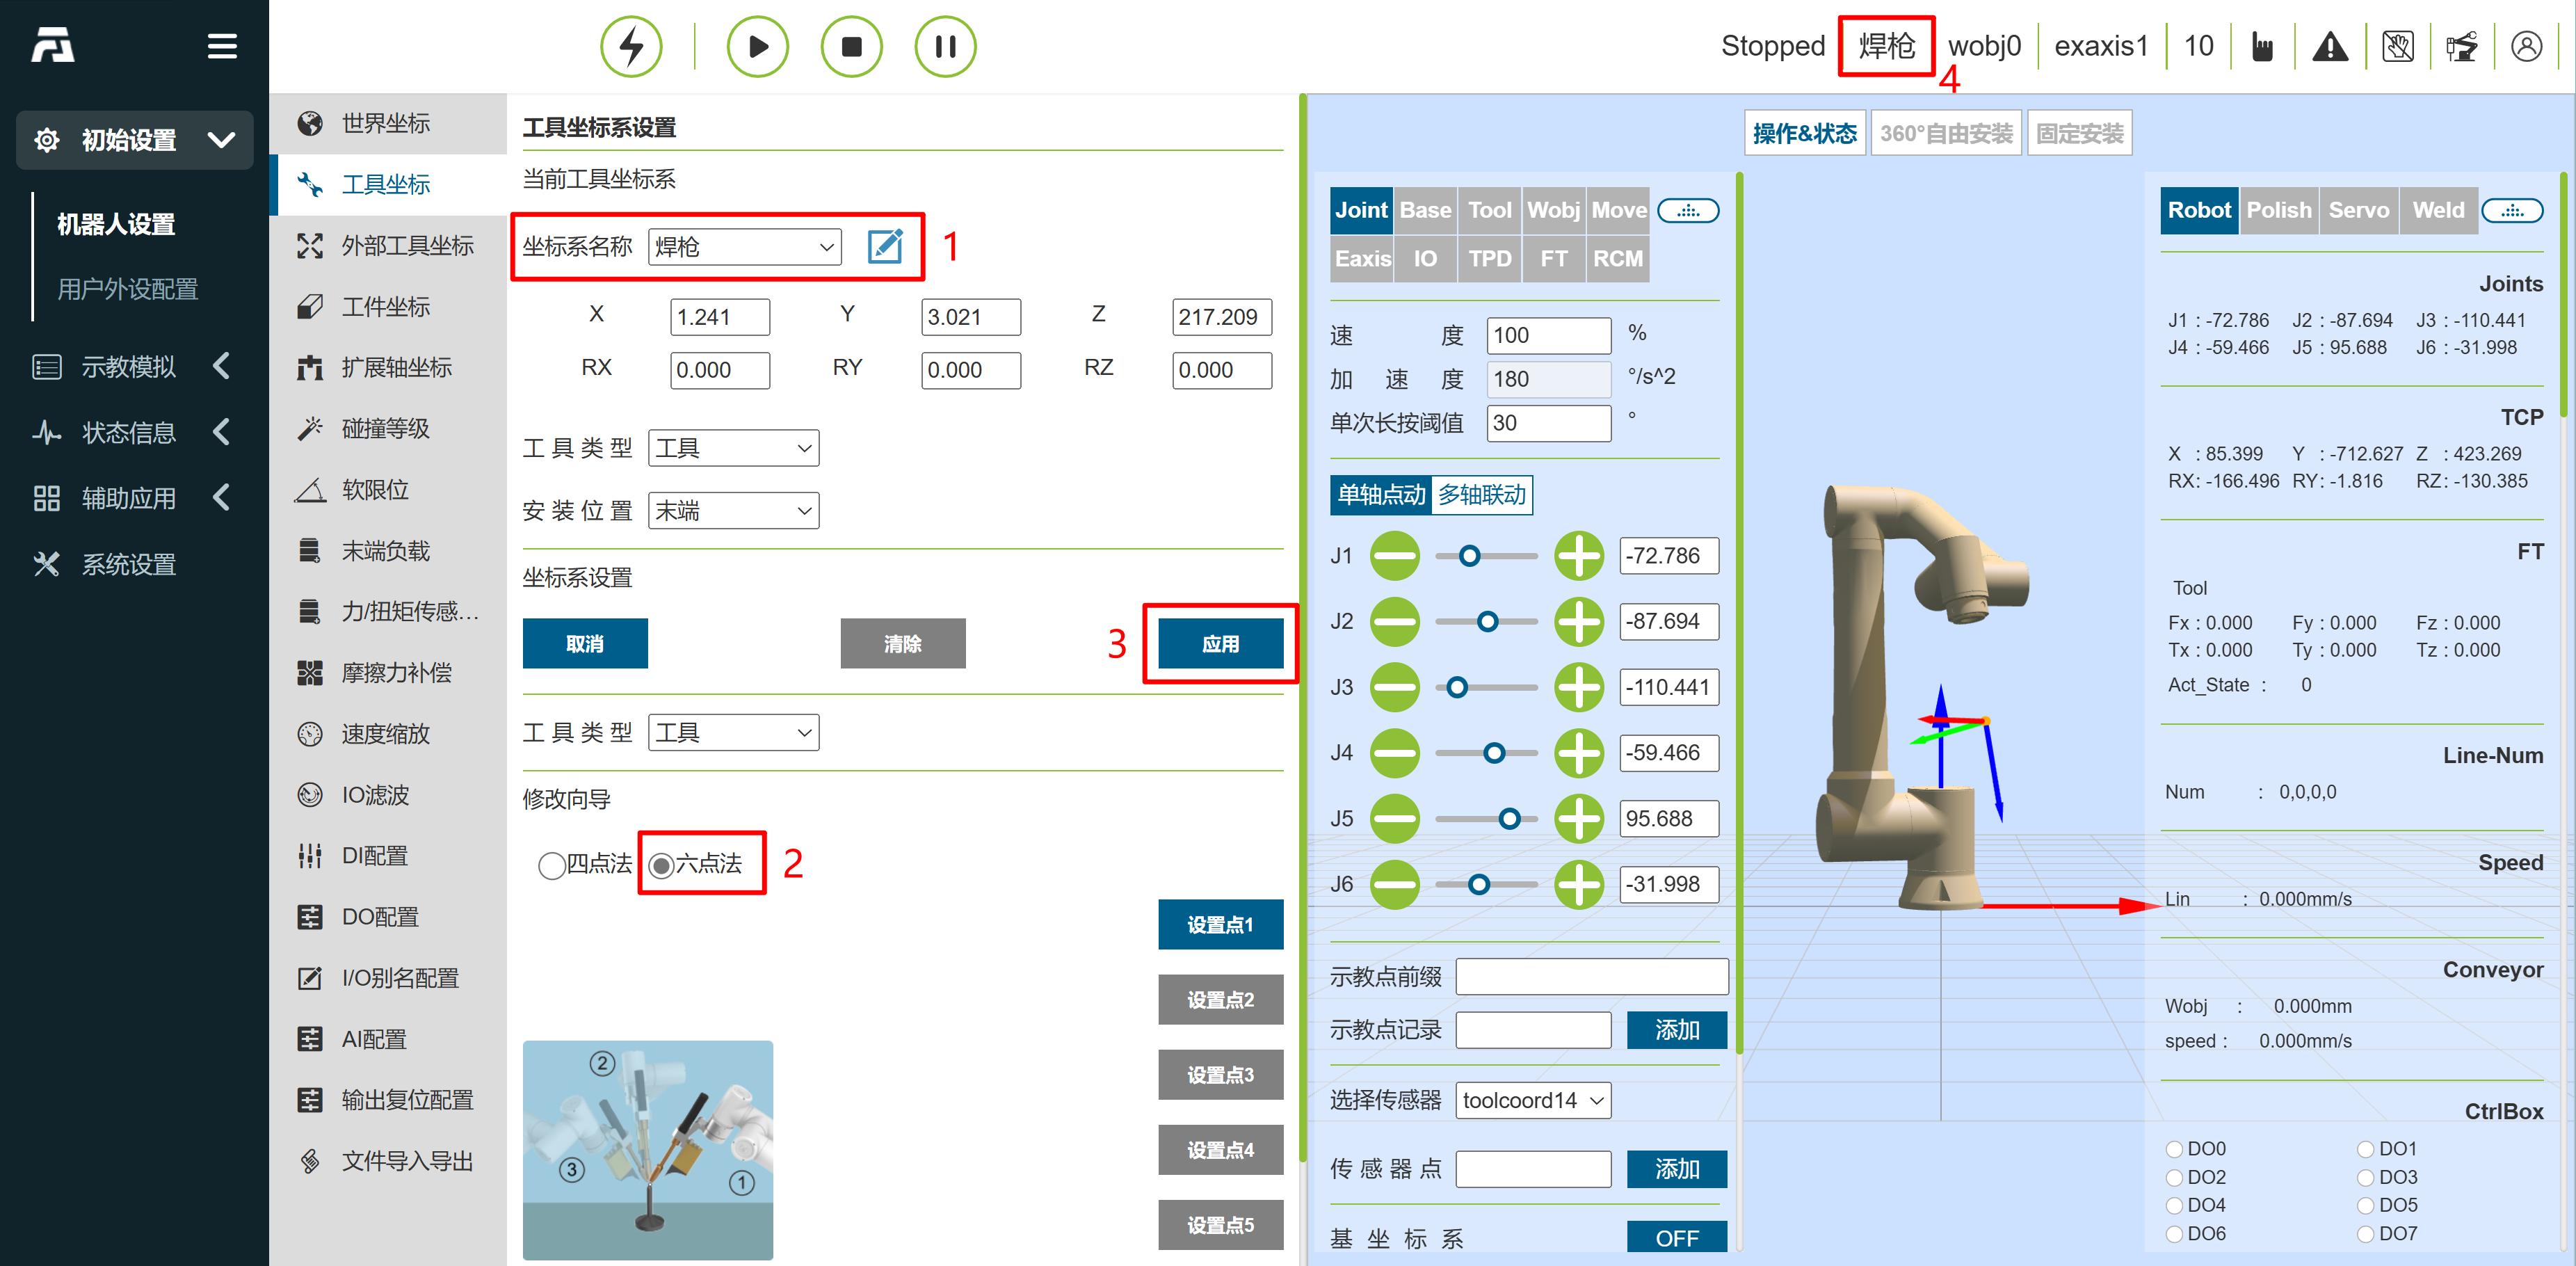 Stopped 焊枪 wobj0 exaxis1 10
4
初始设置
机器人设置
用户外设配置
示教模拟
状态信息
辅助应用
系统设置
世界坐标
工具坐标
外部工具坐标
工件坐标
扩展轴坐标
碰撞等级
软限位
末端负载
力/扭矩传感...
摩擦力补偿
速度缩放
IO滤波
DI配置
DO配置
I/O别名配置
AI配置
输出复位配置
文件导入导出
工具坐标系设置
当前工具坐标系
坐标系名称 焊枪 1
X 1.241 Y 3.021 Z 217.209
RX 0.000 RY 0.000 RZ 0.000
工具类型 工具
安装位置 末端
坐标系设置
取消 清除 3 应用
工具类型 工具
修改向导
四点法 六点法 2
设置点1
设置点2
设置点3
设置点4
设置点5
②
③
①
操作&状态 360°自由安装 固定安装
Joint Base Tool Wobj Move
Eaxis IO TPD FT RCM
速度 100 %
加速度 180 °/s^2
单次长按阈值 30 °
单轴点动 多轴联动
J1 -72.786
J2 -87.694
J3 -110.441
J4 -59.466
J5 95.688
J6 -31.998
示教点前缀
示教点记录 添加
选择传感器 toolcoord14
传感器点 添加
基坐标系 OFF
Robot Polish Servo Weld
Joints
J1 : -72.786 J2 : -87.694 J3 : -110.441
J4 : -59.466 J5 : 95.688 J6 : -31.998
TCP
X : 85.399 Y : -712.627 Z : 423.269
RX: -166.496 RY: -1.816 RZ: -130.385
FT
Tool
Fx : 0.000 Fy : 0.000 Fz : 0.000
Tx : 0.000 Ty : 0.000 Tz : 0.000
Act_State : 0
Line-Num
Num : 0,0,0,0
Speed
Lin : 0.000mm/s
Conveyor
Wobj : 0.000mm
speed : 0.000mm/s
CtrlBox
DO0 DO1
DO2 DO3
DO4 DO5
DO6 DO7